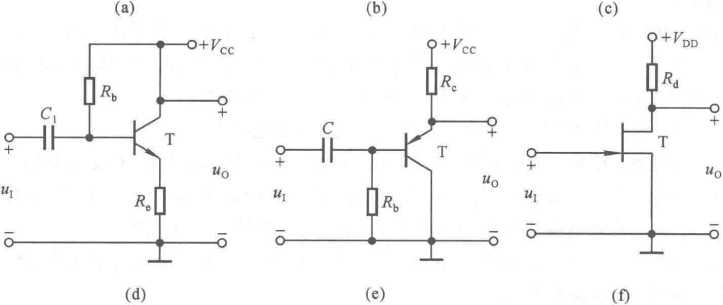 (a) (b) (c)
+V_CC
R_b
C_1
+
T
+
u_I
u_O
R_e
−
−
(d)
+V_CC
R_c
+
C
T
+
u_I
u_O
R_b
−
−
(e)
+V_DD
R_d
+
T
+
u_I
u_O
−
−
(f)